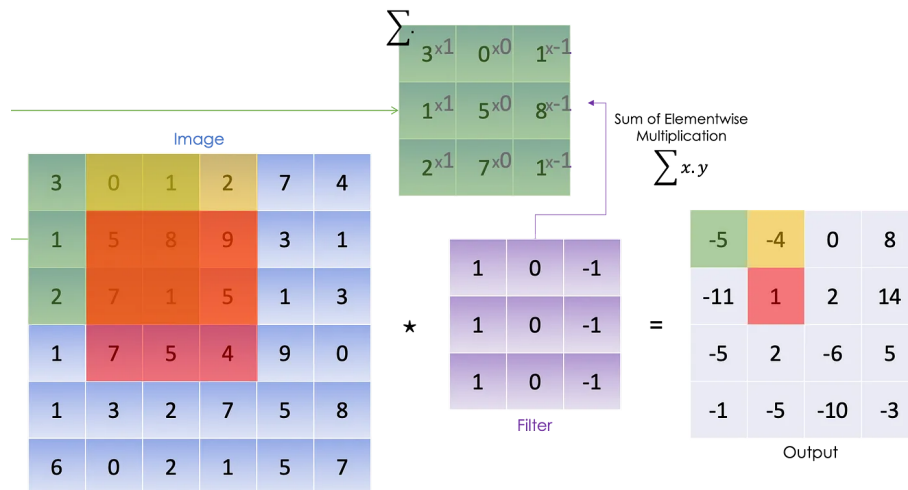 ∑.
3x1 0x0 1x-1
1x1 5x0 8x-1
2x1 7x0 1x-1
Sum of Elementwise
Multiplication
∑x.y
Image
3 0 1 2 7 4
1 5 8 9 3 1
2 7 1 5 1 3
1 7 5 4 9 0
1 3 2 7 5 8
6 0 2 1 5 7
⋆
1 0 -1
1 0 -1
1 0 -1
Filter
=
-5 -4 0 8
-11 1 2 14
-5 2 -6 5
-1 -5 -10 -3
Output